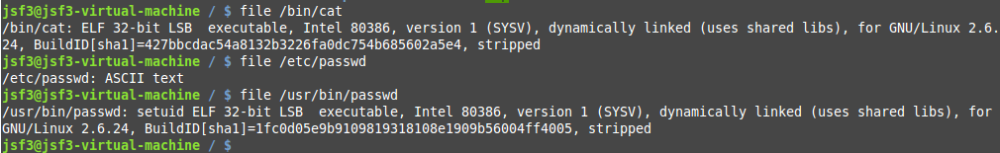 jsf3@jsf3-virtual-machine / $ file /bin/cat
/bin/cat: ELF 32-bit LSB  executable, Intel 80386, version 1 (SYSV), dynamically linked (uses shared libs), for GNU/Linux 2.6.
24, BuildID[sha1]=427bbcdac54a8132b3226fa0dc754b685602a5e4, stripped
jsf3@jsf3-virtual-machine / $ file /etc/passwd
/etc/passwd: ASCII text
jsf3@jsf3-virtual-machine / $ file /usr/bin/passwd
/usr/bin/passwd: setuid ELF 32-bit LSB  executable, Intel 80386, version 1 (SYSV), dynamically linked (uses shared libs), for
GNU/Linux 2.6.24, BuildID[sha1]=1fc0d05e9b9109819318108e1909b56004ff4005, stripped
jsf3@jsf3-virtual-machine / $